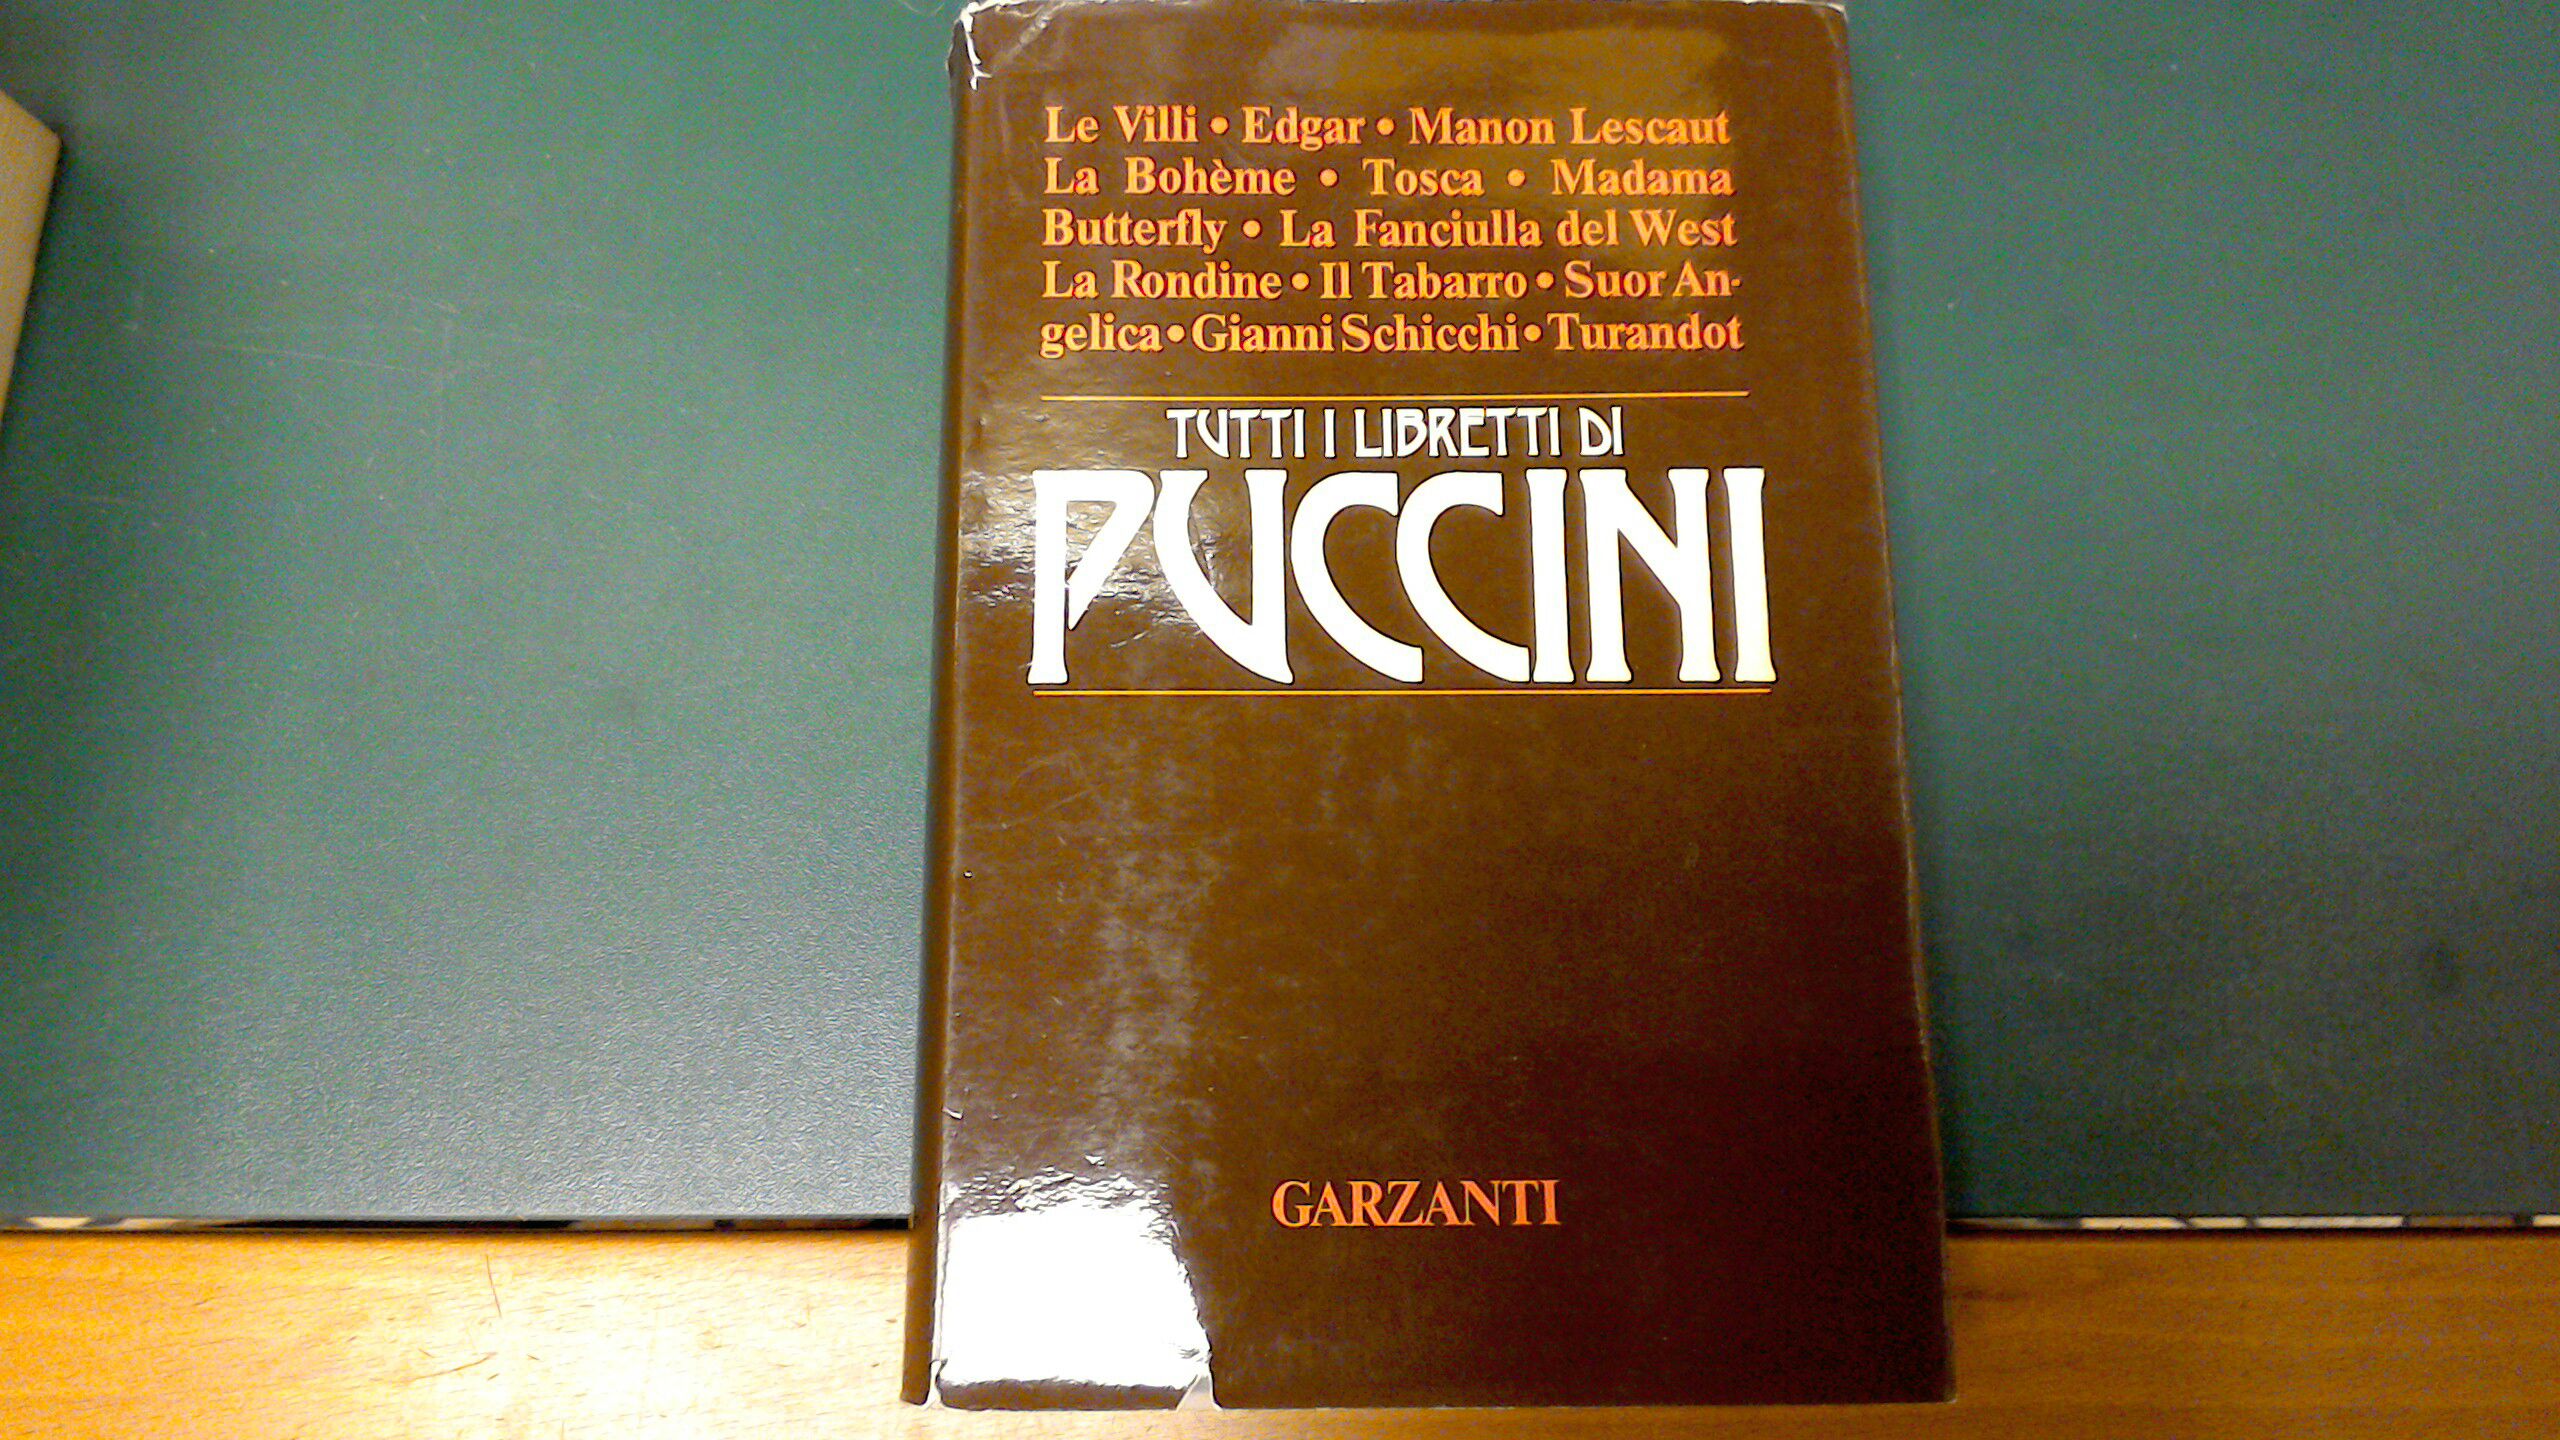 Le Villi • Edgar • Manon Lescaut
La Bohème • Tosca • Madama
Butterfly • La Fanciulla del West
La Rondine • Il Tabarro • Suor An-
gelica • Gianni Schicchi • Turandot
TUTTI I LIBRETTI DI
PUCCINI
GARZANTI